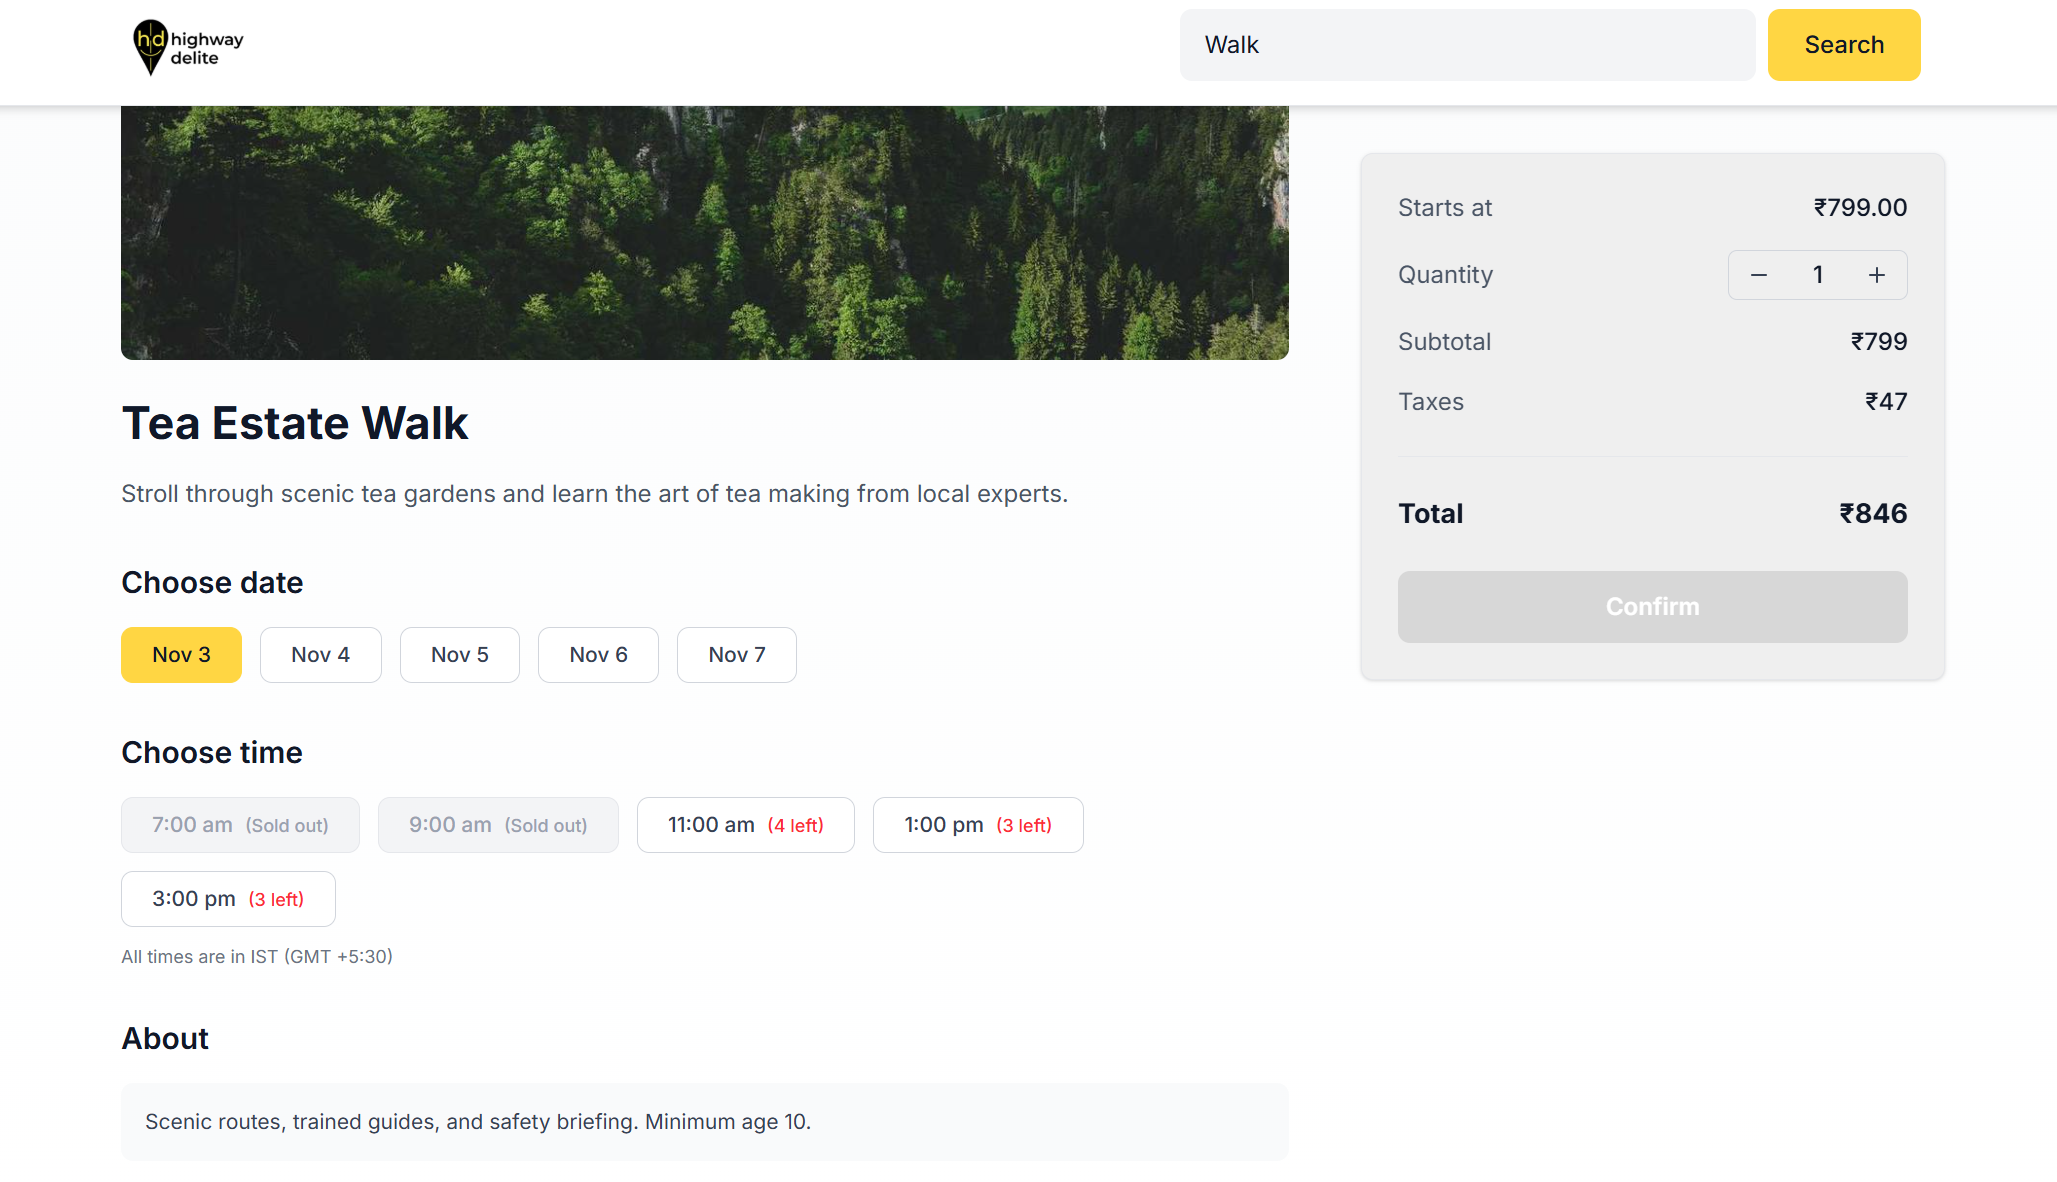 hd highway
delite
Walk
Search
Tea Estate Walk
Stroll through scenic tea gardens and learn the art of tea making from local experts.
Choose date
Nov 3
Nov 4
Nov 5
Nov 6
Nov 7
Choose time
7:00 am (Sold out)
9:00 am (Sold out)
11:00 am (4 left)
1:00 pm (3 left)
3:00 pm (3 left)
All times are in IST (GMT +5:30)
About
Scenic routes, trained guides, and safety briefing. Minimum age 10.
Starts at ₹799.00
Quantity − 1 +
Subtotal ₹799
Taxes ₹47
Total ₹846
Confirm